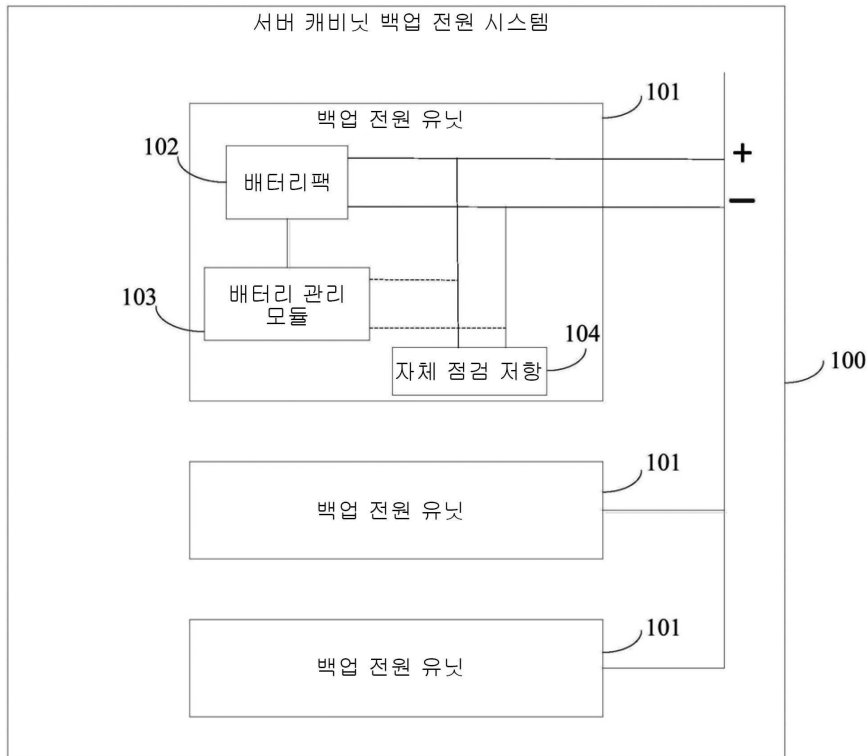 서버 캐비닛 백업 전원 시스템
101
백업 전원 유닛
102
배터리팩
+
−
103
배터리 관리
모듈
104
자체 점검 저항
100
101
백업 전원 유닛
101
백업 전원 유닛